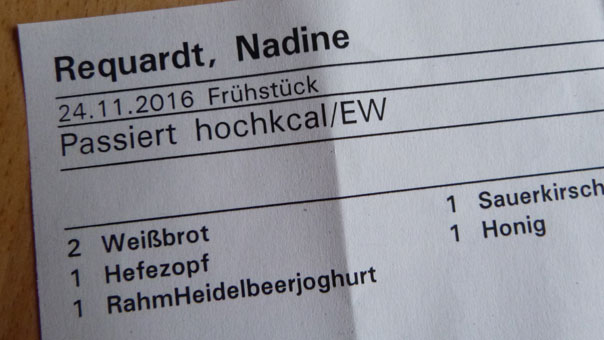 Requardt, Nadine
24.11.2016 Frühstück
Passiert hochkcal/EW
2 Weißbrot
1 Hefezopf
1 RahmHeidelbeerjoghurt
1 Sauerkirsch
1 Honig